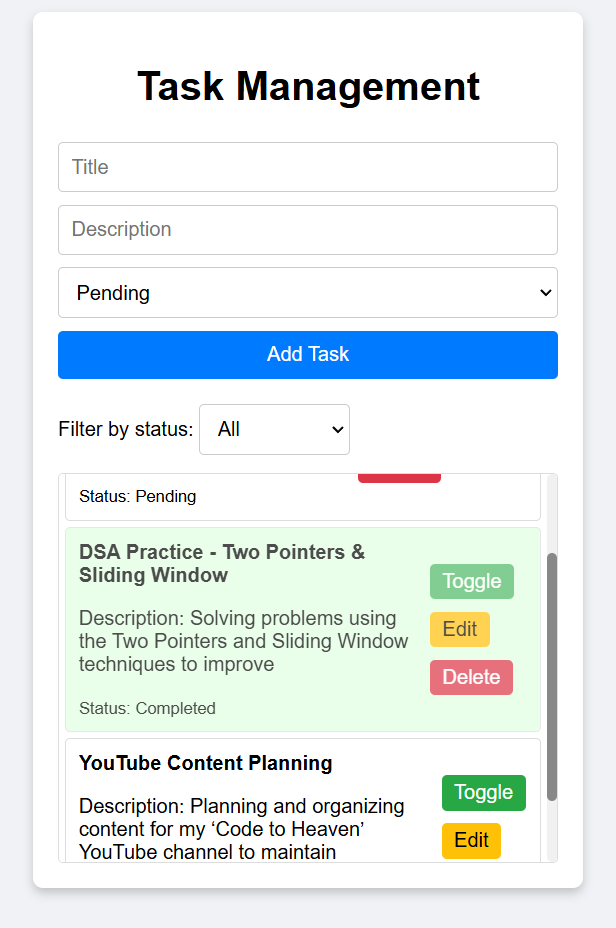 Task Management
Title
Description
Pending
Add Task
Filter by status: All
Status: Pending
DSA Practice - Two Pointers &
Sliding Window
Description: Solving problems using
the Two Pointers and Sliding Window
techniques to improve
Status: Completed
Toggle
Edit
Delete
YouTube Content Planning
Description: Planning and organizing
content for my ‘Code to Heaven’
YouTube channel to maintain
Toggle
Edit